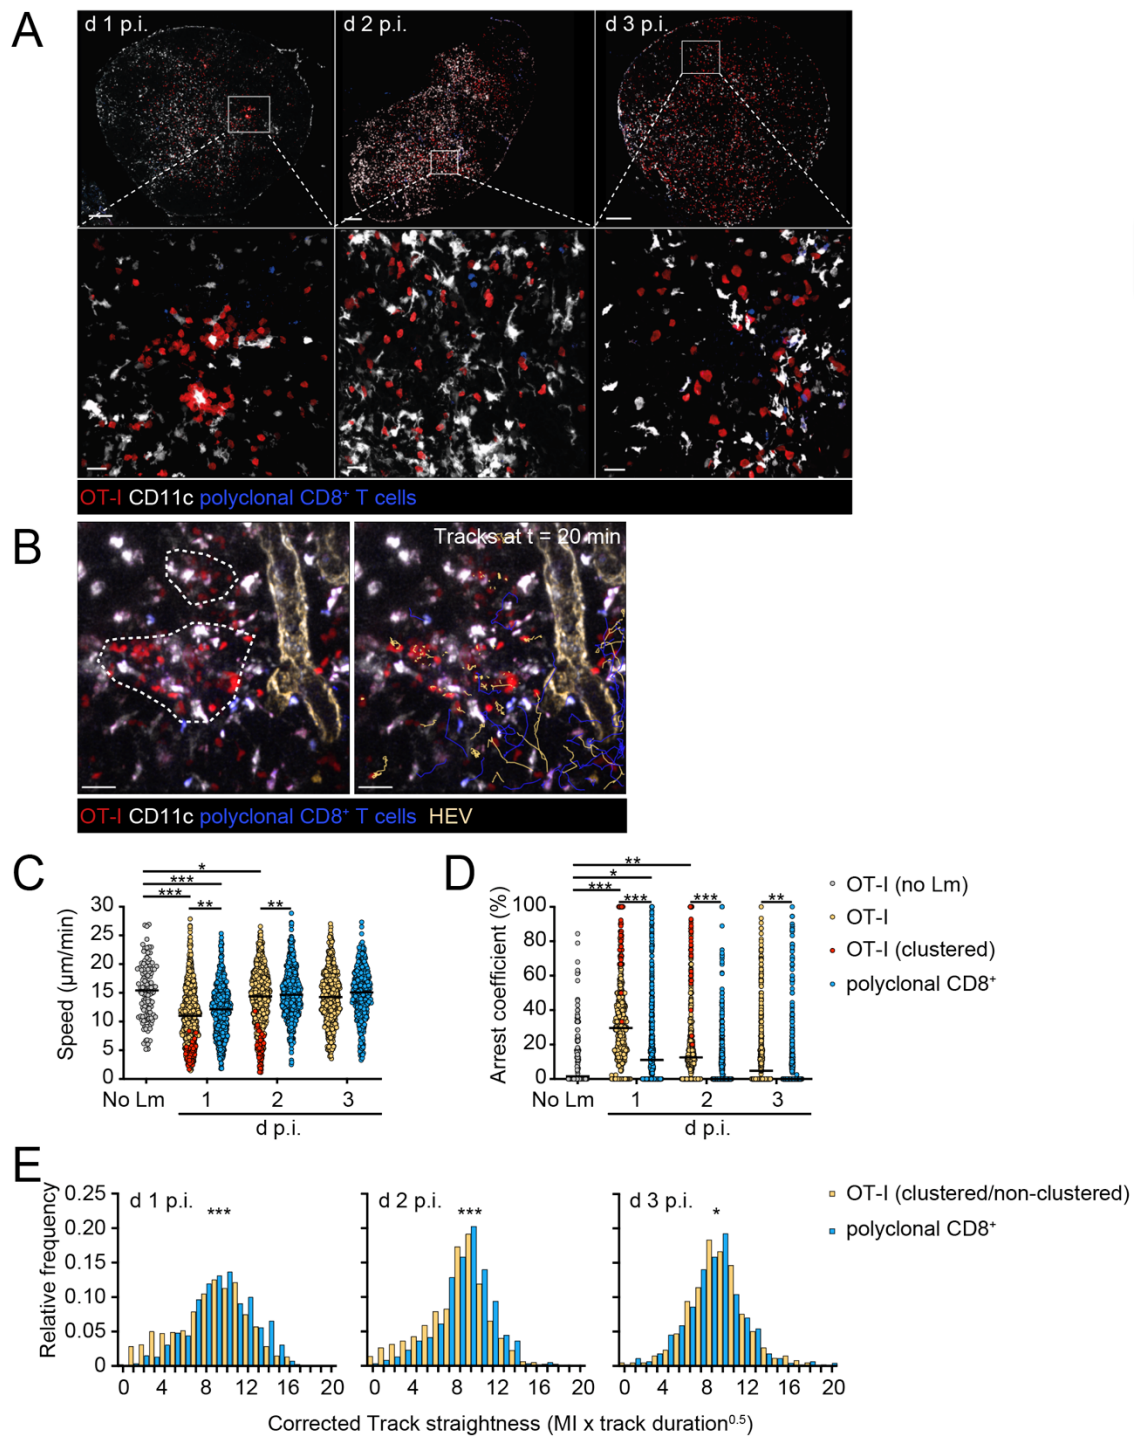 A
d 1 p.i.
d 2 p.i.
d 3 p.i.
OT-I CD11c polyclonal CD8⁺ T cells
B
Tracks at t = 20 min
OT-I CD11c polyclonal CD8⁺ T cells HEV
C
Speed (µm/min)
30
25
20
15
10
5
0
*
***
***
**
**
No Lm 1 2 3
d p.i.
D
Arrest coefficient (%)
100
80
60
40
20
0
**
*
***
***
***
**
No Lm 1 2 3
d p.i.
OT-I (no Lm)
OT-I
OT-I (clustered)
polyclonal CD8⁺
E
Relative frequency
0.25
0.20
0.15
0.10
0.05
0
d 1 p.i.
***
d 2 p.i.
***
d 3 p.i.
*
0 4 8 12 16 20
0 4 8 12 16 20
0 4 8 12 16 20
Corrected Track straightness (MI x track duration⁰·⁵)
OT-I (clustered/non-clustered)
polyclonal CD8⁺